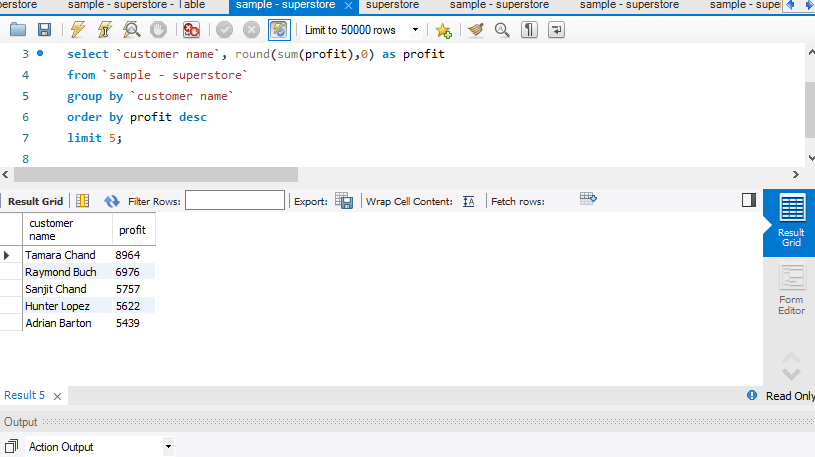 erstore sample - superstore - Table sample - superstore superstore sample - superstore sample - superstore sample - super
Limit to 50000 rows
3 select `customer name`, round(sum(profit),0) as profit
4 from `sample - superstore`
5 group by `customer name`
6 order by profit desc
7 limit 5;
8
Result Grid Filter Rows: Export: Wrap Cell Content: Fetch rows:
customer name profit
Tamara Chand 8964
Raymond Buch 6976
Sanjit Chand 5757
Hunter Lopez 5622
Adrian Barton 5439
Result
Grid
Form
Editor
Result 5 Read Only
Output
Action Output